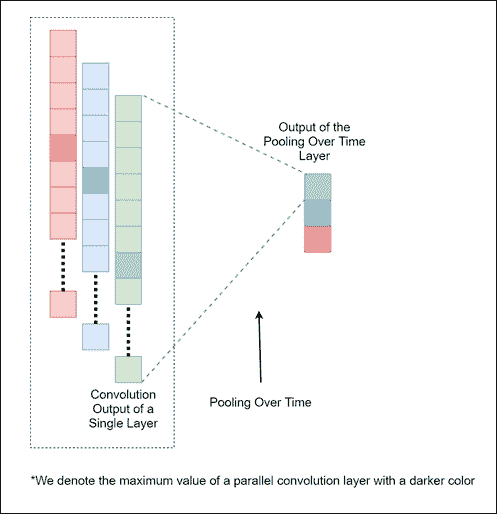 Output of the
Pooling Over Time
Layer
Convolution
Output of a
Single Layer
Pooling Over Time
*We denote the maximum value of a parallel convolution layer with a darker color